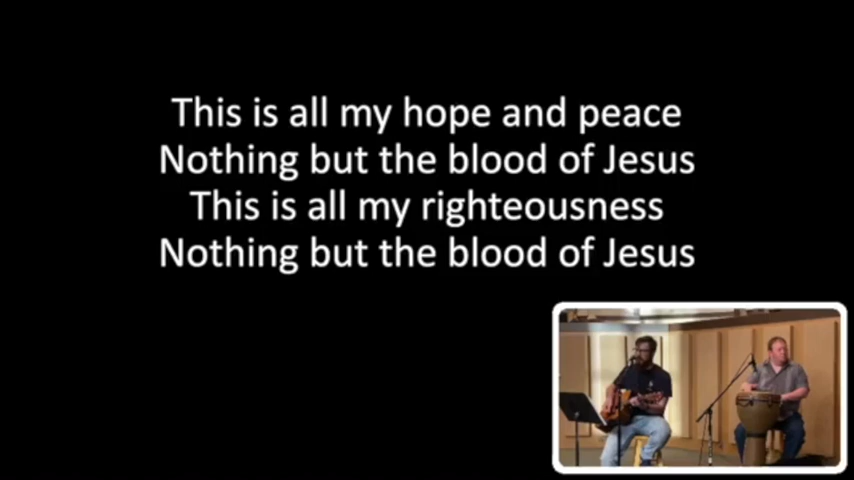 This is all my hope and peace
Nothing but the blood of Jesus
This is all my righteousness
Nothing but the blood of Jesus